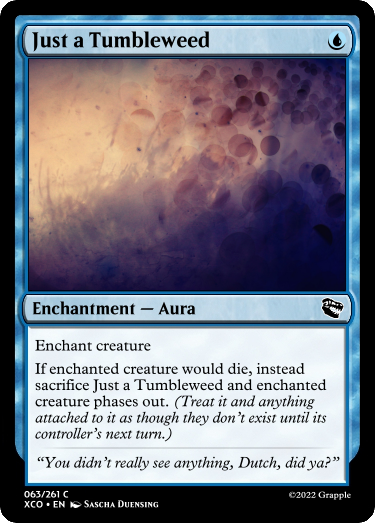 Just a Tumbleweed
Enchantment — Aura
Enchant creature
If enchanted creature would die, instead
sacrifice Just a Tumbleweed and enchanted
creature phases out. (Treat it and anything
attached to it as though they don't exist until its
controller's next turn.)
"You didn't really see anything, Dutch, did ya?"
063/261 C
XCO • EN Sascha Duensing
©2022 Grapple